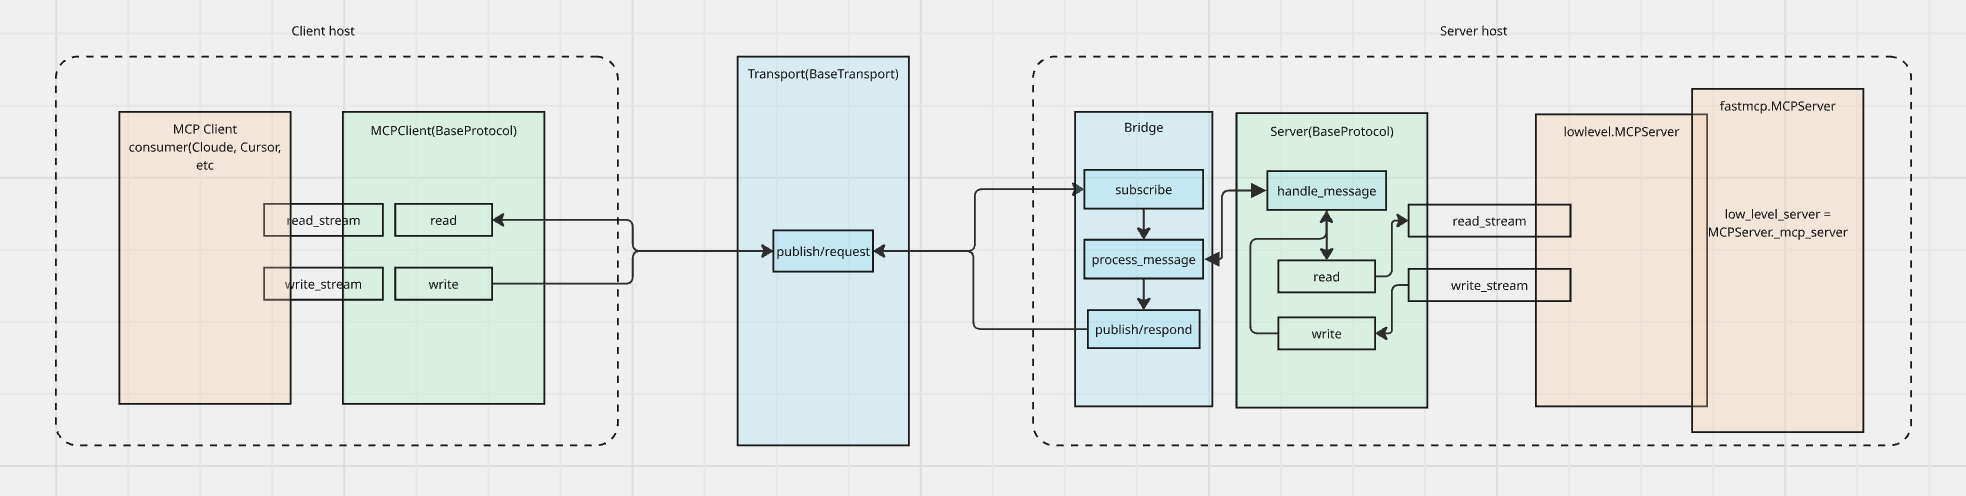 Client host
Server host
MCP Client
consumer(Cloude, Cursor,
etc
read_stream
write_stream
MCPClient(BaseProtocol)
read
write
Transport(BaseTransport)
publish/request
Bridge
subscribe
process_message
publish/respond
Server(BaseProtocol)
handle_message
read
write
read_stream
write_stream
lowlevel.MCPServer
fastmcp.MCPServer
low_level_server =
MCPServer._mcp_server